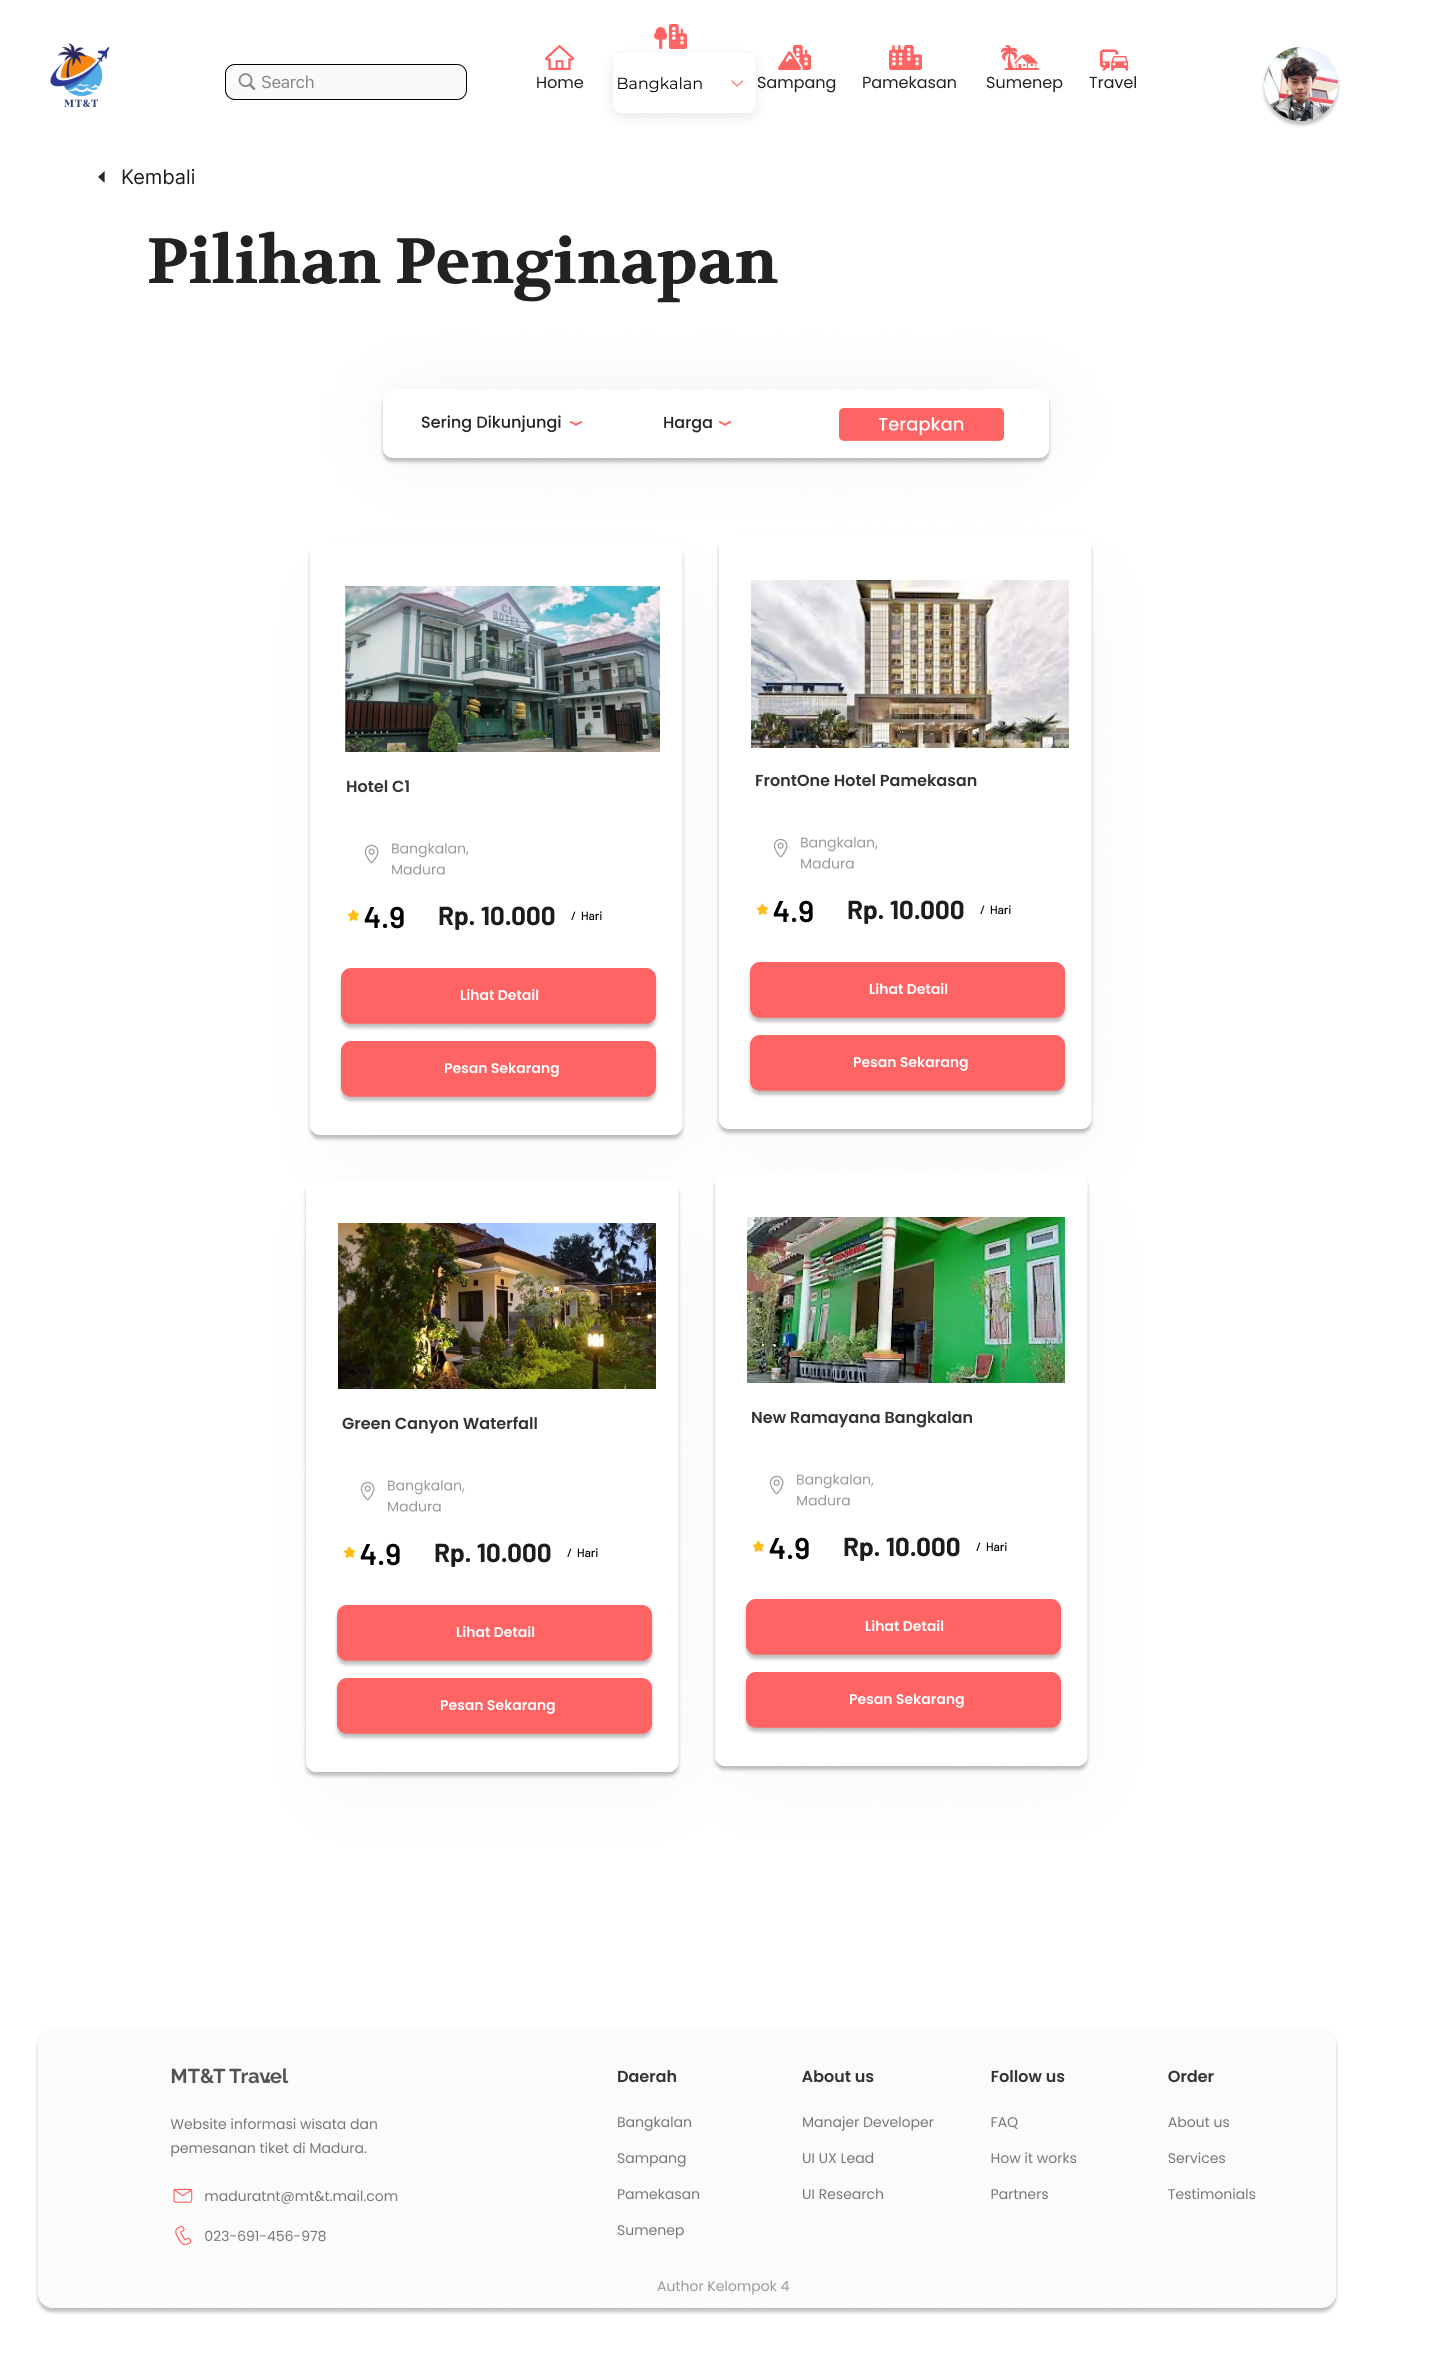 MT&T
Search
Home
Bangkalan
Sampang
Pamekasan
Sumenep
Travel
Kembali
Pilihan Penginapan
Sering Dikunjungi
Harga
Terapkan
C1
HOTEL
Hotel C1
Bangkalan,
Madura
4.9 Rp. 10.000 / Hari
Lihat Detail
Pesan Sekarang
FrontOne Hotel Pamekasan
Bangkalan,
Madura
4.9 Rp. 10.000 / Hari
Lihat Detail
Pesan Sekarang
Green Canyon Waterfall
Bangkalan,
Madura
4.9 Rp. 10.000 / Hari
Lihat Detail
Pesan Sekarang
New Ramayana Bangkalan
Bangkalan,
Madura
4.9 Rp. 10.000 / Hari
Lihat Detail
Pesan Sekarang
MT&T Travel
Website informasi wisata dan
pemesanan tiket di Madura.
maduratnt@mt&t.mail.com
023-691-456-978
Daerah
Bangkalan
Sampang
Pamekasan
Sumenep
About us
Manajer Developer
UI UX Lead
UI Research
Follow us
FAQ
How it works
Partners
Order
About us
Services
Testimonials
Author Kelompok 4